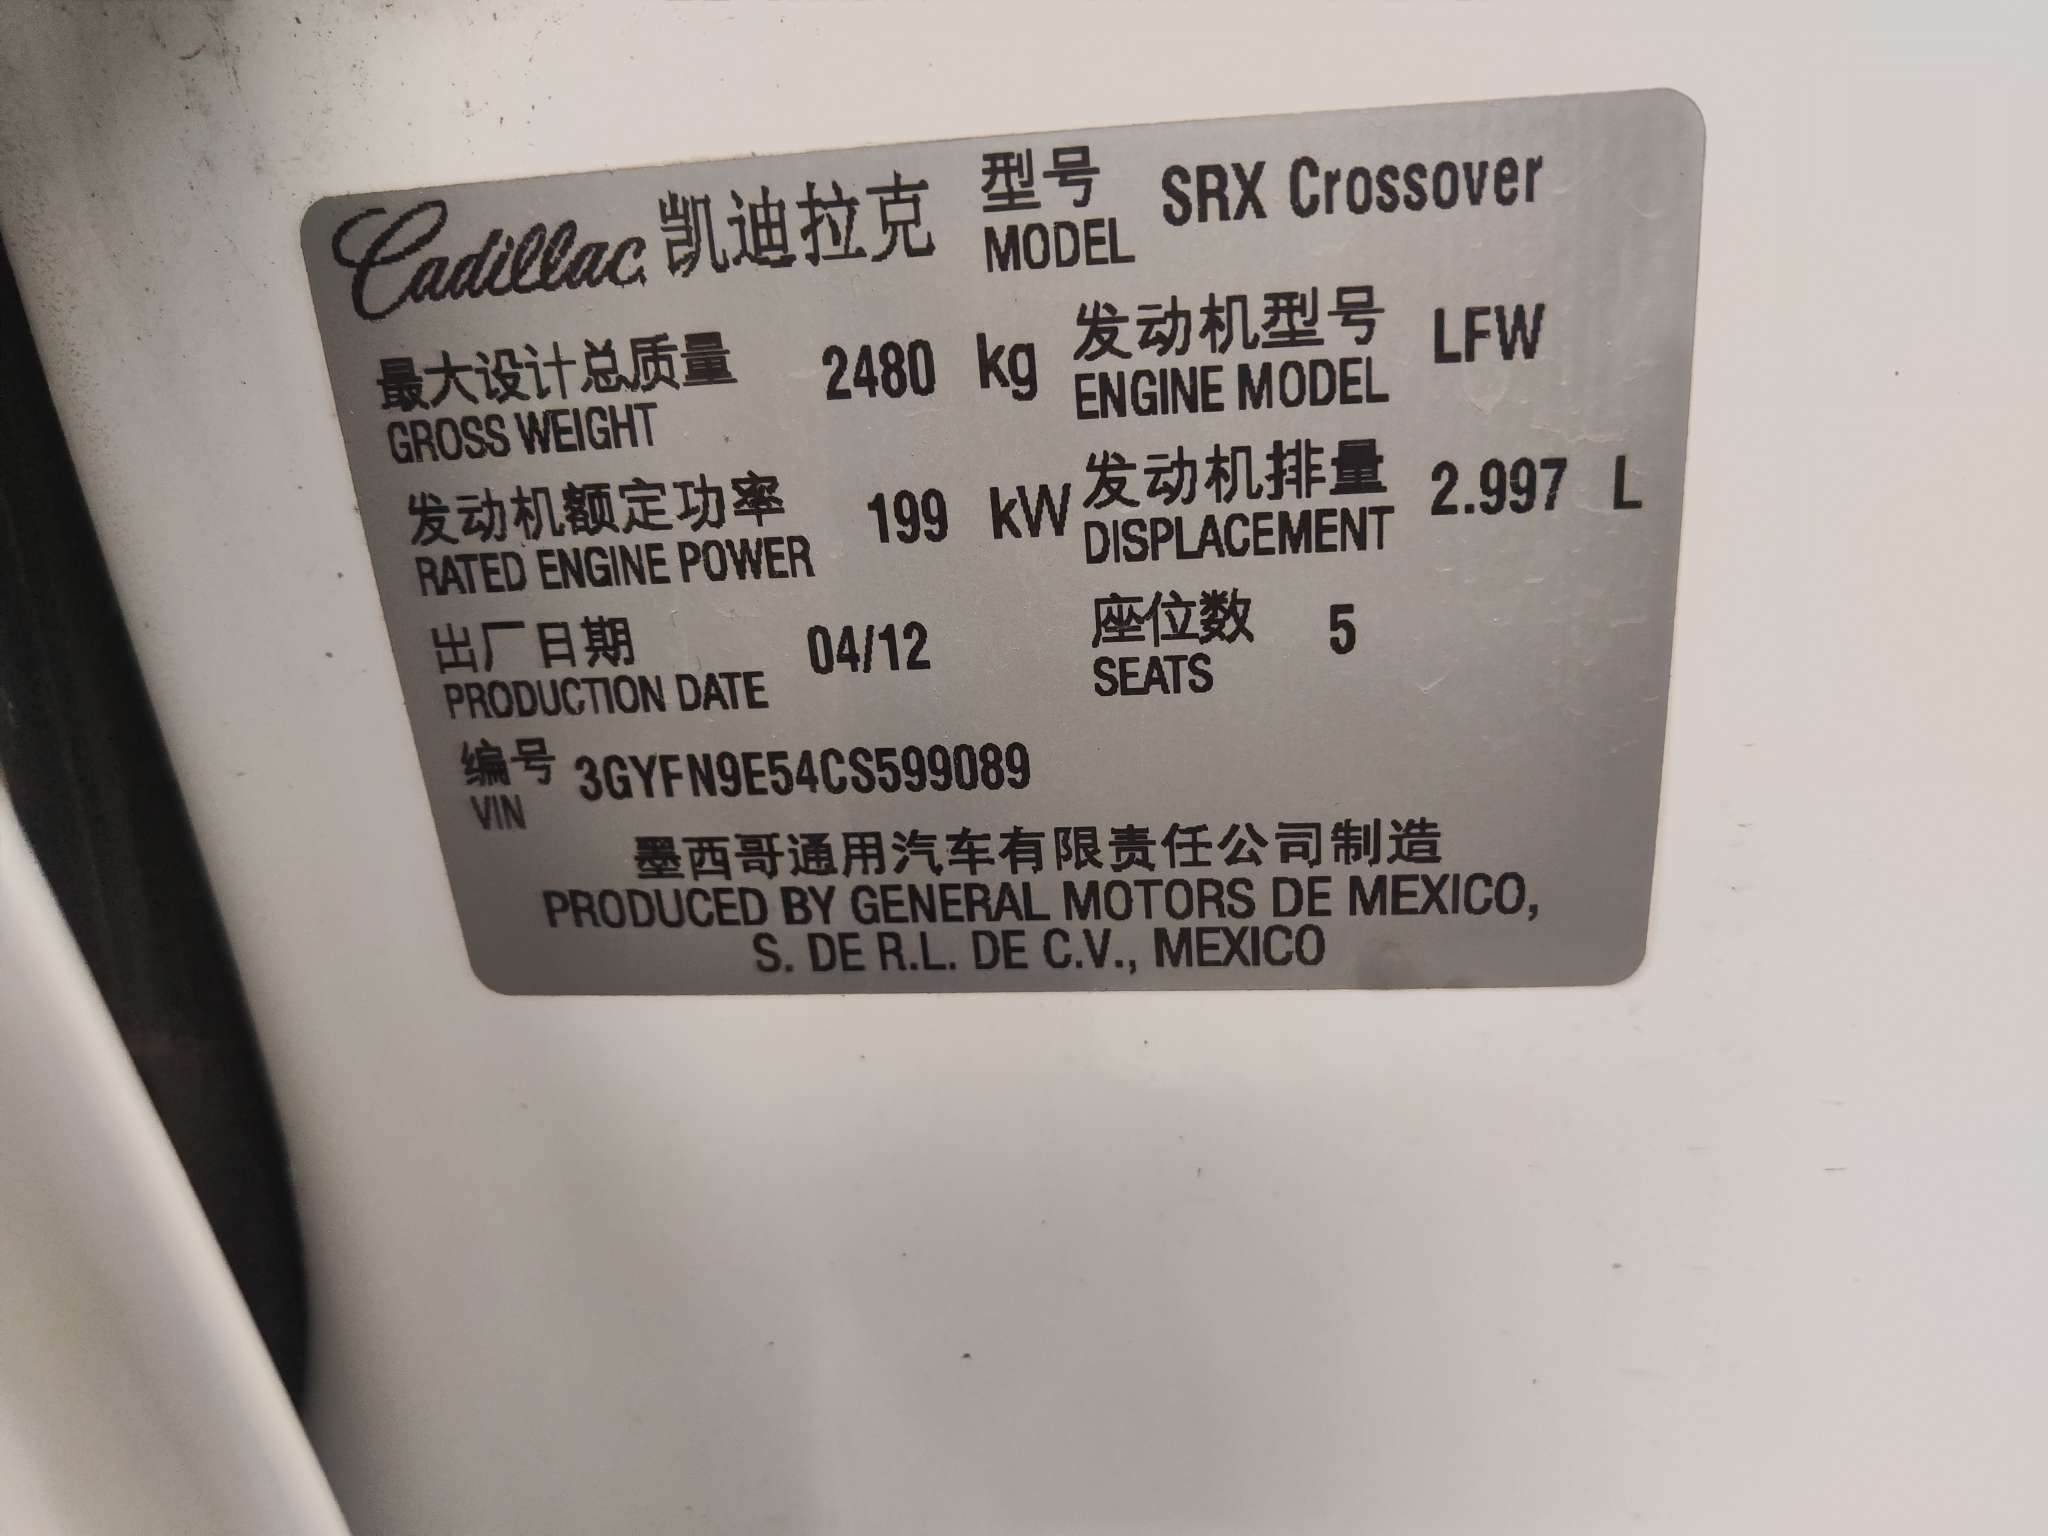 Cadillac 凯迪拉克 型号 SRX Crossover
MODEL
最大设计总质量 2480 kg 发动机型号 LFW
GROSS WEIGHT ENGINE MODEL
发动机额定功率 199 kW 发动机排量 2.997 L
RATED ENGINE POWER DISPLACEMENT
出厂日期 04/12 座位数 5
PRODUCTION DATE SEATS
编号 3GYFN9E54CS599089
VIN
墨西哥通用汽车有限责任公司制造
PRODUCED BY GENERAL MOTORS DE MEXICO,
S. DE R.L. DE C.V., MEXICO